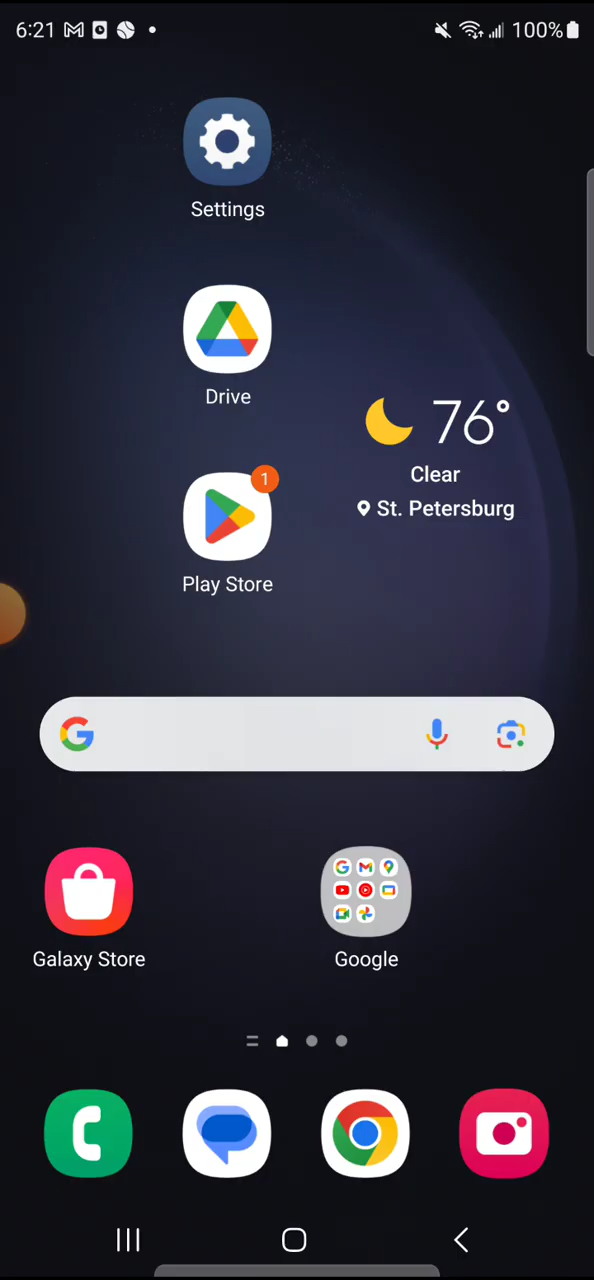 6:21 100%
Settings
Drive
76°
Clear
St. Petersburg
1
Play Store
Galaxy Store
Google